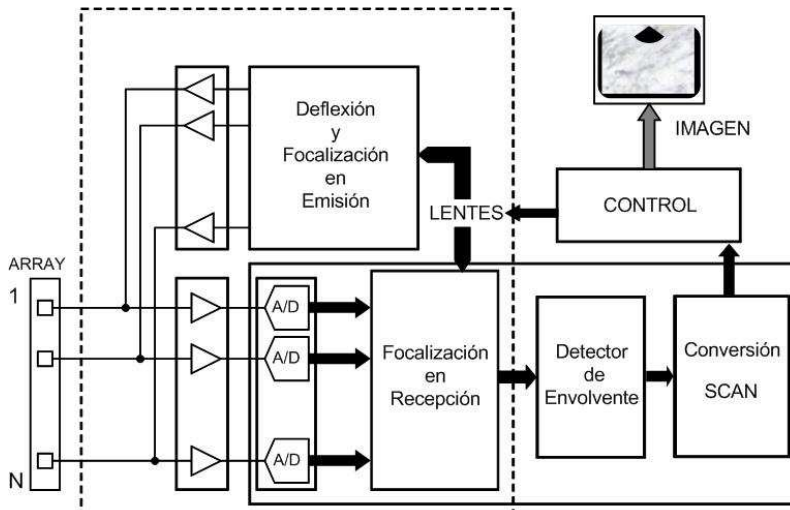 Deflexión
y
Focalización
en
Emisión
IMAGEN
LENTES
CONTROL
ARRAY
1
N
A/D
A/D
A/D
Focalización
en
Recepción
Detector
de
Envolvente
Conversión
SCAN